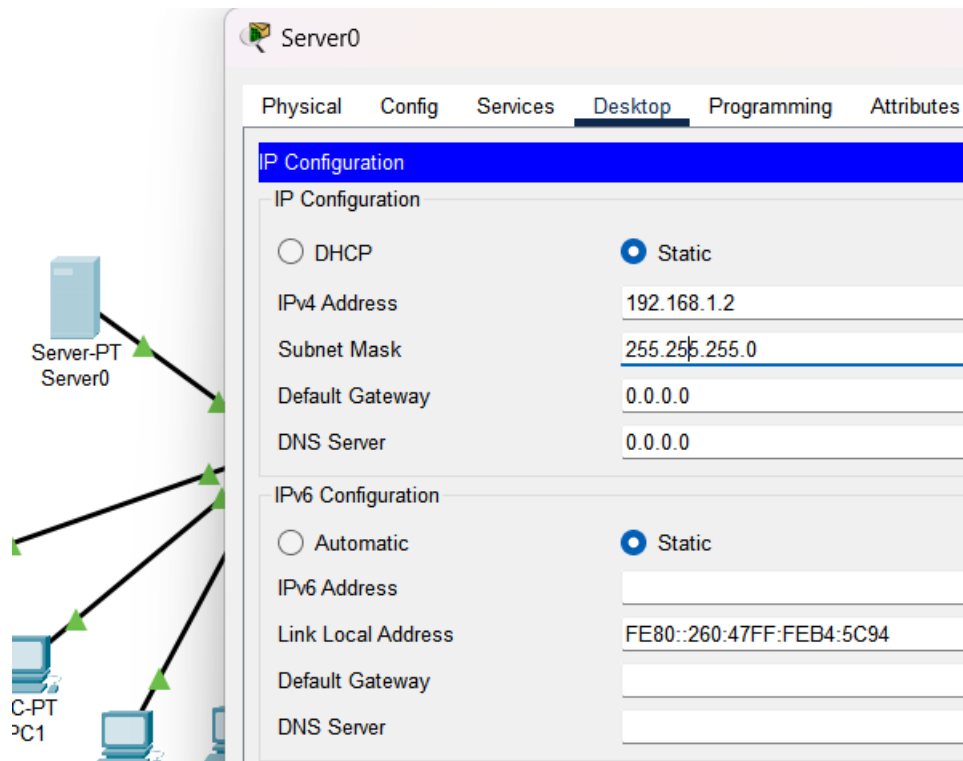 Server0
Physical Config Services Desktop Programming Attributes
IP Configuration
IP Configuration
DHCP Static
IPv4 Address 192.168.1.2
Subnet Mask 255.255.255.0
Default Gateway 0.0.0.0
DNS Server 0.0.0.0
IPv6 Configuration
Automatic Static
IPv6 Address
Link Local Address FE80::260:47FF:FEB4:5C94
Default Gateway
DNS Server
Server-PT
Server0
C-PT
PC1